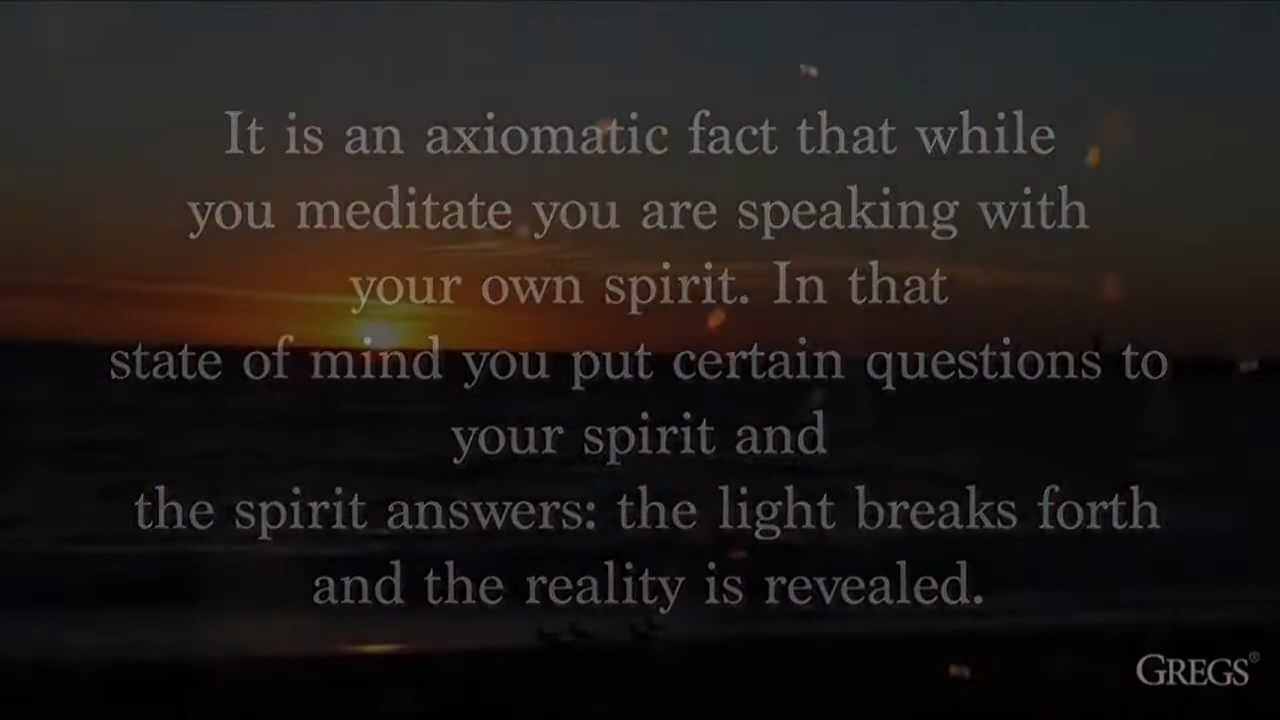 It is an axiomatic fact that while
you meditate you are speaking with
your own spirit. In that
state of mind you put certain questions to
your spirit and
the spirit answers: the light breaks forth
and the reality is revealed.
GREGS®